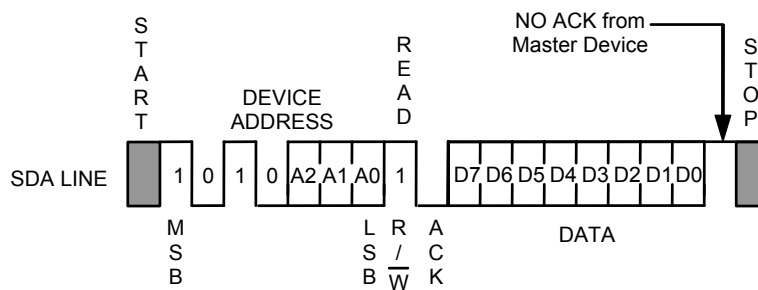 START
READ
NO ACK from
Master Device
STOP
DEVICE
ADDRESS
SDA LINE
1 0 1 0 A2 A1 A0 1 D7 D6 D5 D4 D3 D2 D1 D0
MSB
LSB
R/W
ACK
DATA